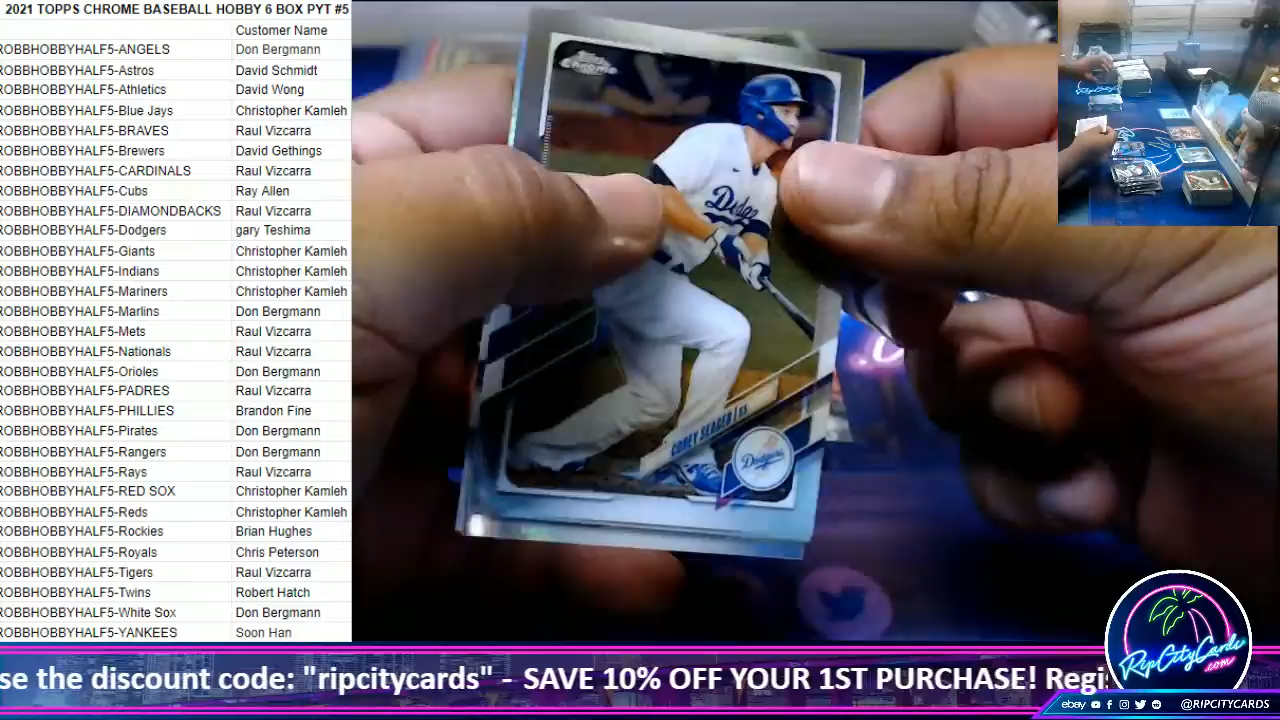 2021 TOPPS CHROME BASEBALL HOBBY 6 BOX PYT #5
Customer Name
ROBBHOBBYHALF5-ANGELS Don Bergmann
ROBBHOBBYHALF5-Astros David Schmidt
ROBBHOBBYHALF5-Athletics David Wong
ROBBHOBBYHALF5-Blue Jays Christopher Kamleh
ROBBHOBBYHALF5-BRAVES Raul Vizcarra
ROBBHOBBYHALF5-Brewers David Gethings
ROBBHOBBYHALF5-CARDINALS Raul Vizcarra
ROBBHOBBYHALF5-Cubs Ray Allen
ROBBHOBBYHALF5-DIAMONDBACKS Raul Vizcarra
ROBBHOBBYHALF5-Dodgers gary Teshima
ROBBHOBBYHALF5-Giants Christopher Kamleh
ROBBHOBBYHALF5-Indians Christopher Kamleh
ROBBHOBBYHALF5-Mariners Christopher Kamleh
ROBBHOBBYHALF5-Marlins Don Bergmann
ROBBHOBBYHALF5-Mets Raul Vizcarra
ROBBHOBBYHALF5-Nationals Raul Vizcarra
ROBBHOBBYHALF5-Orioles Don Bergmann
ROBBHOBBYHALF5-PADRES Raul Vizcarra
ROBBHOBBYHALF5-PHILLIES Brandon Fine
ROBBHOBBYHALF5-Pirates Don Bergmann
ROBBHOBBYHALF5-Rangers Don Bergmann
ROBBHOBBYHALF5-Rays Raul Vizcarra
ROBBHOBBYHALF5-RED SOX Christopher Kamleh
ROBBHOBBYHALF5-Reds Christopher Kamleh
ROBBHOBBYHALF5-Rockies Brian Hughes
ROBBHOBBYHALF5-Royals Chris Peterson
ROBBHOBBYHALF5-Tigers Raul Vizcarra
ROBBHOBBYHALF5-Twins Robert Hatch
ROBBHOBBYHALF5-White Sox Don Bergmann
ROBBHOBBYHALF5-YANKEES Soon Han
Topps Chrome
Dodge
COREY SEAGER | SS
Dodgers
se the discount code: "ripcitycards" - SAVE 10% OFF YOUR 1ST PURCHASE! Regi
RipCityCards
.com
ebay @RIPCITYCARDS